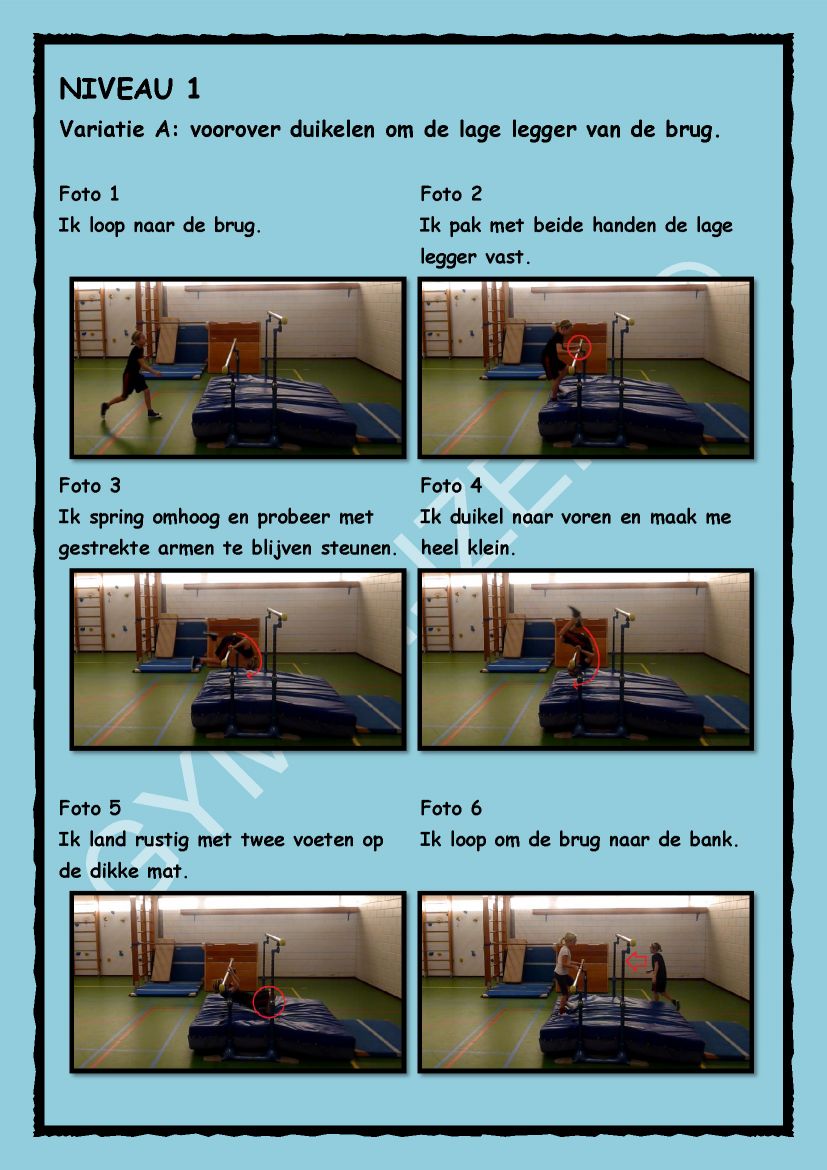 NIVEAU 1
Variatie A: voorover duikelen om de lage legger van de brug.
Foto 1
Ik loop naar de brug.
Foto 2
Ik pak met beide handen de lage
legger vast.
Foto 3
Ik spring omhoog en probeer met
gestrekte armen te blijven steunen.
Foto 4
Ik duikel naar voren en maak me
heel klein.
Foto 5
Ik land rustig met twee voeten op
de dikke mat.
Foto 6
Ik loop om de brug naar de bank.